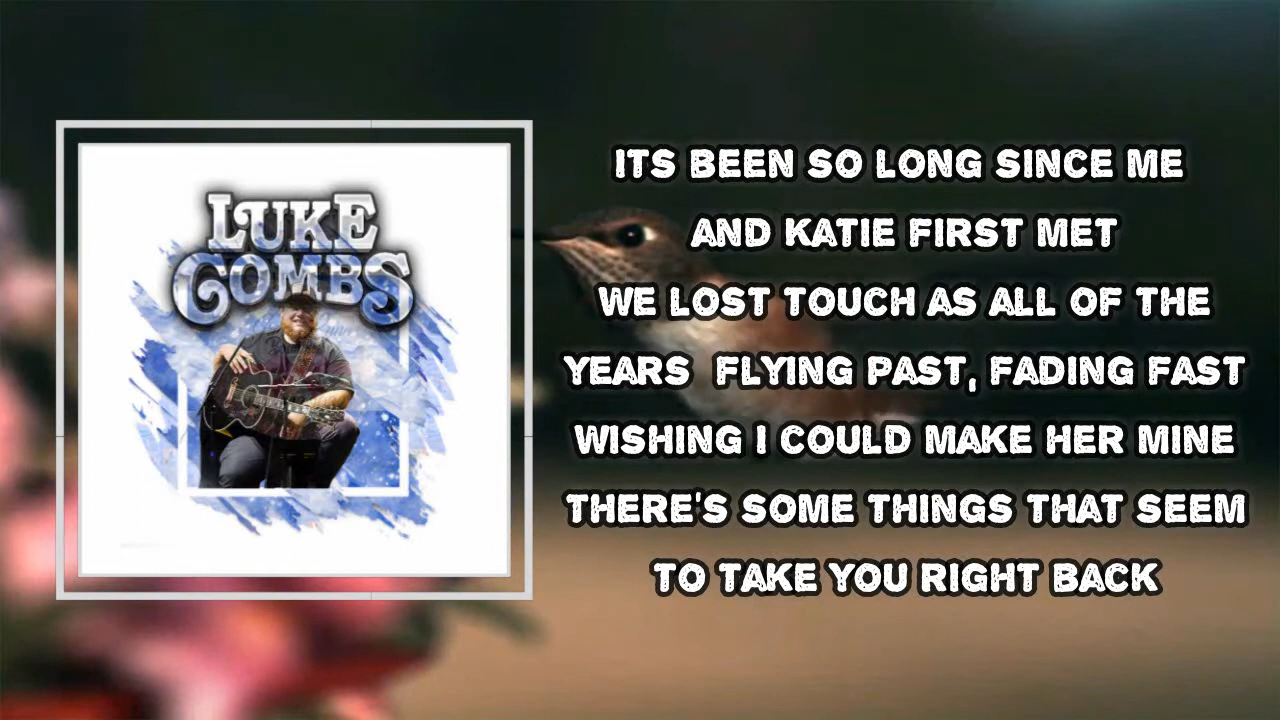 LUKE
COMBS
ITS BEEN SO LONG SINCE ME
AND KATIE FIRST MET
WE LOST TOUCH AS ALL OF THE
YEARS  FLYING PAST, FADING FAST
WISHING I COULD MAKE HER MINE
THERE'S SOME THINGS THAT SEEM
TO TAKE YOU RIGHT BACK